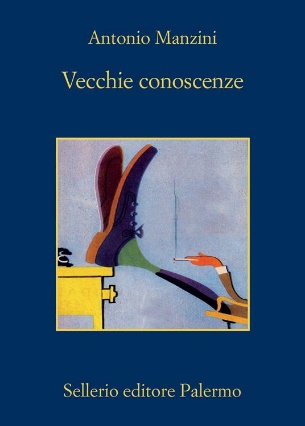 Antonio Manzini
Vecchie conoscenze
Sellerio editore Palermo